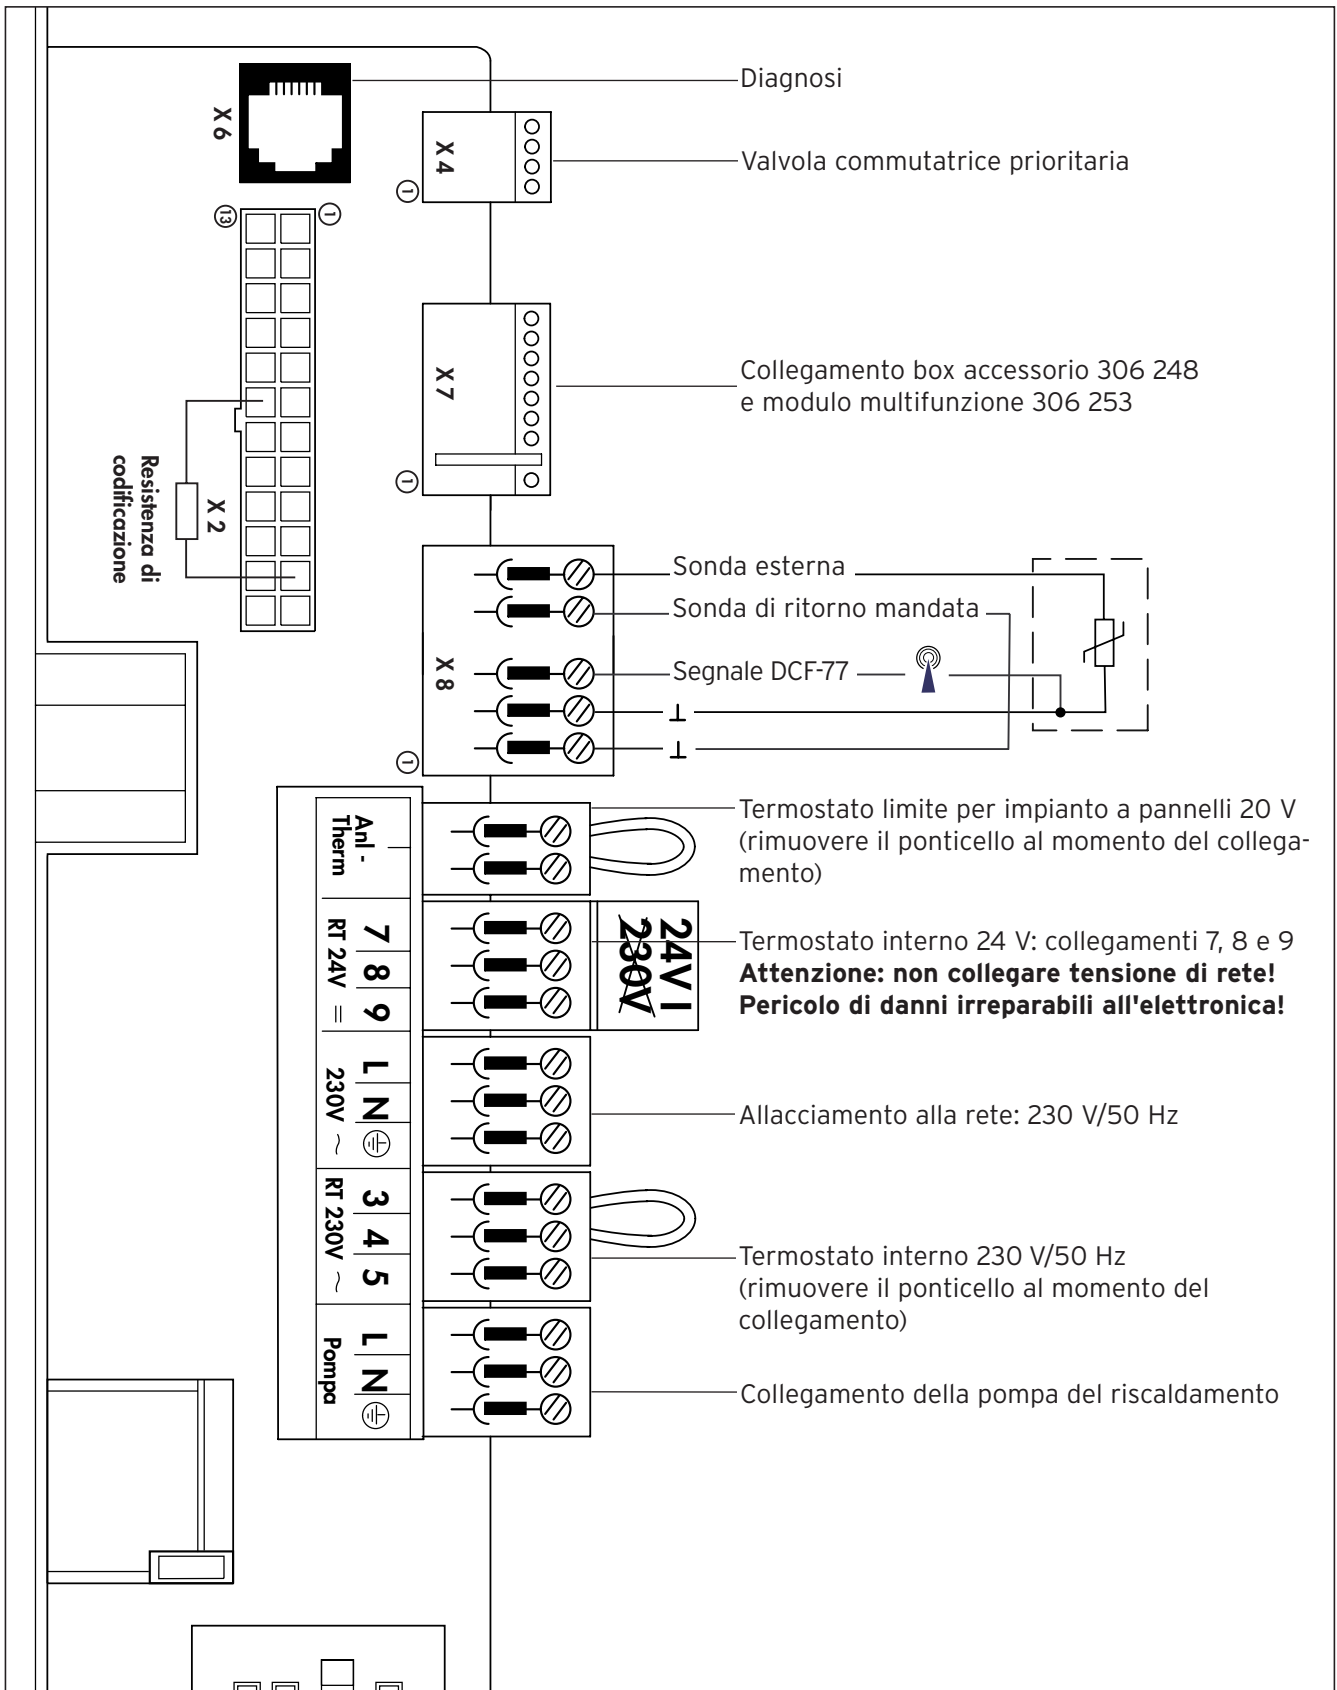 Diagnosi
X 6
X 4
1
Valvola commutatrice prioritaria
13
1
X 7
Collegamento box accessorio 306 248
e modulo multifunzione 306 253
1
Resistenza di
codificazione
X 2
Sonda esterna
Sonda di ritorno mandata
Segnale DCF-77
X 8
1
Anl -
Therm
Termostato limite per impianto a pannelli 20 V
(rimuovere il ponticello al momento del collega-
mento)
7 8 9
RT 24V =
24V I
230V
Termostato interno 24 V: collegamenti 7, 8 e 9
Attenzione: non collegare tensione di rete!
Pericolo di danni irreparabili all'elettronica!
L N
230V ~
Allacciamento alla rete: 230 V/50 Hz
3 4 5
RT 230V ~
Termostato interno 230 V/50 Hz
(rimuovere il ponticello al momento del
collegamento)
L N
Pompa
Collegamento della pompa del riscaldamento